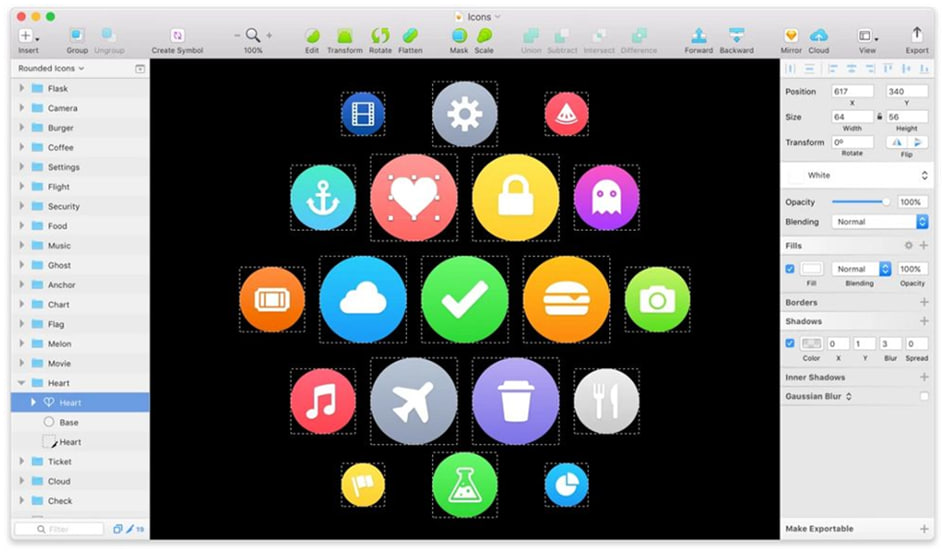 Icons
Insert Group Ungroup Create Symbol - 100% + Edit Transform Rotate Flatten Mask Scale Union Subtract Intersect Difference Forward Backward Mirror Cloud View Export
Rounded Icons
Flask
Camera
Burger
Coffee
Settings
Flight
Security
Food
Music
Ghost
Anchor
Chart
Flag
Melon
Movie
Heart
Heart
Base
Heart
Ticket
Cloud
Check
Filter 19
Position 617 340
X Y
Size 64 56
Width Height
Transform 0º
Rotate Flip
White
Opacity 100%
Blending Normal
Fills
Normal 100%
Fill Blending Opacity
Borders
Shadows
0 1 3 0
Color X Y Blur Spread
Inner Shadows
Gaussian Blur
Make Exportable